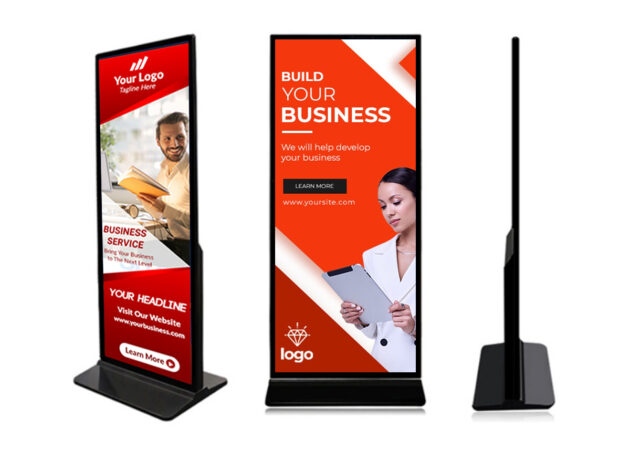 Your Logo
Tagline Here
BUSINESS
SERVICE
Bring Your Business
to The Next Level
YOUR HEADLINE
Visit Our Website
www.yourbusiness.com
Learn More
BUILD
YOUR
BUSINESS
We will help develop
your business
LEARN MORE
www.yoursite.com
logo